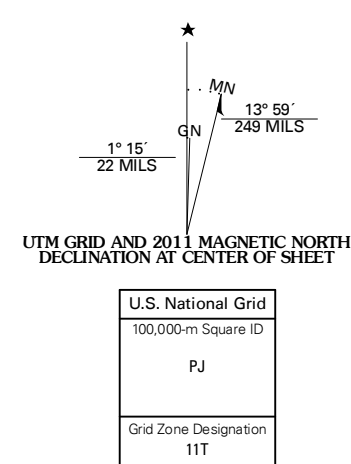 ★
MN
GN
13° 59´
249 MILS
1° 15´
22 MILS
UTM GRID AND 2011 MAGNETIC NORTH
DECLINATION AT CENTER OF SHEET
U.S. National Grid
100,000-m Square ID
PJ
Grid Zone Designation
11T